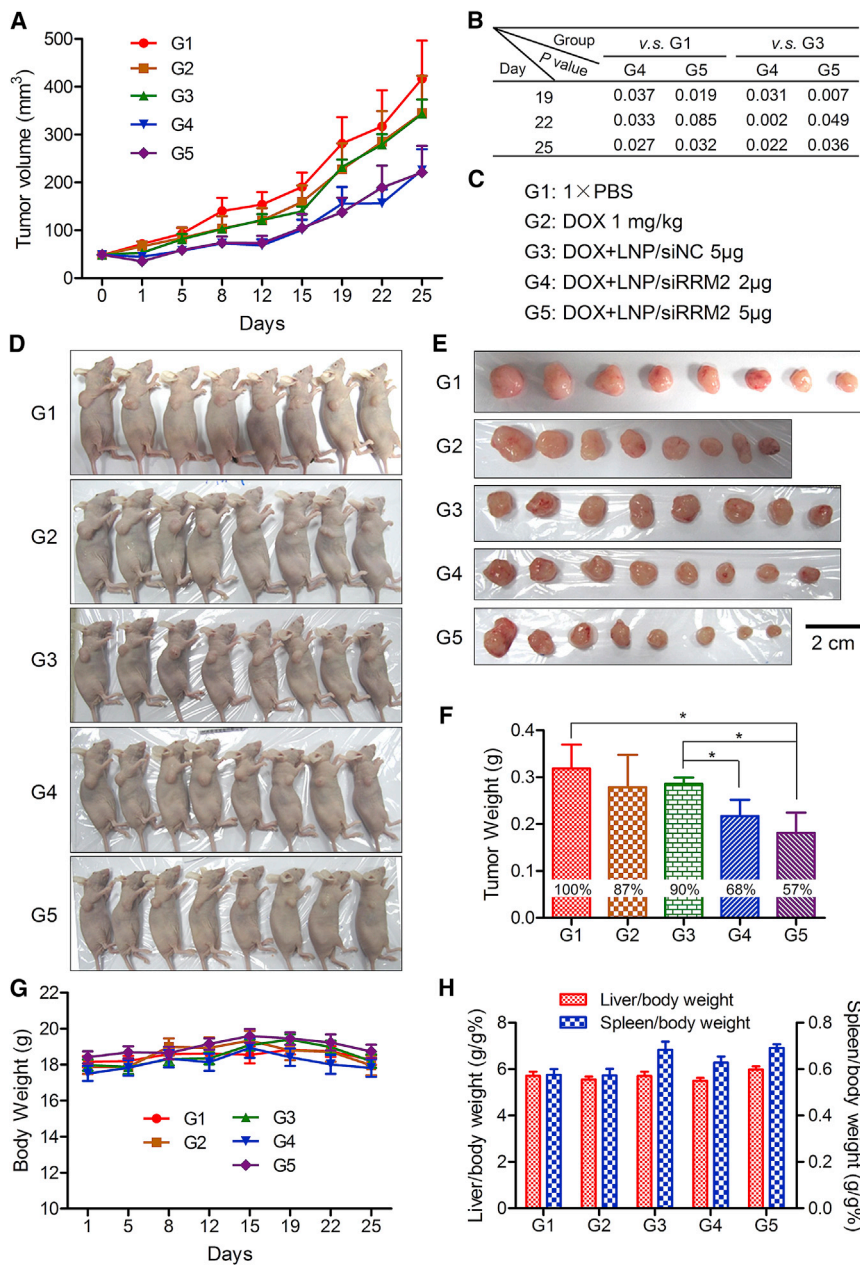 A
Tumor volume (mm³)
500
400
300
200
100
0
G1
G2
G3
G4
G5
0 1 5 8 12 15 19 22 25
Days
B
Group
P value
Day
v.s. G1 v.s. G3
G4 G5 G4 G5
19 0.037 0.019 0.031 0.007
22 0.033 0.085 0.002 0.049
25 0.027 0.032 0.022 0.036
C
G1: 1×PBS
G2: DOX 1 mg/kg
G3: DOX+LNP/siNC 5μg
G4: DOX+LNP/siRRM2 2μg
G5: DOX+LNP/siRRM2 5μg
D
G1
G2
G3
G4
G5
E
G1
G2
G3
G4
G5
2 cm
F
Tumor Weight (g)
0.4
0.3
0.2
0.1
0.0
* 
*
*
100% 87% 90% 68% 57%
G1 G2 G3 G4 G5
G
Body Weight (g)
22
20
18
16
14
12
10
G1 G3
G2 G4
G5
1 5 8 12 15 19 22 25
Days
H
Liver/body weight
Spleen/body weight
Liver/body weight (g/g%)
8
6
4
2
0
Spleen/body weight (g/g%)
0.8
0.6
0.4
0.2
0.0
G1 G2 G3 G4 G5